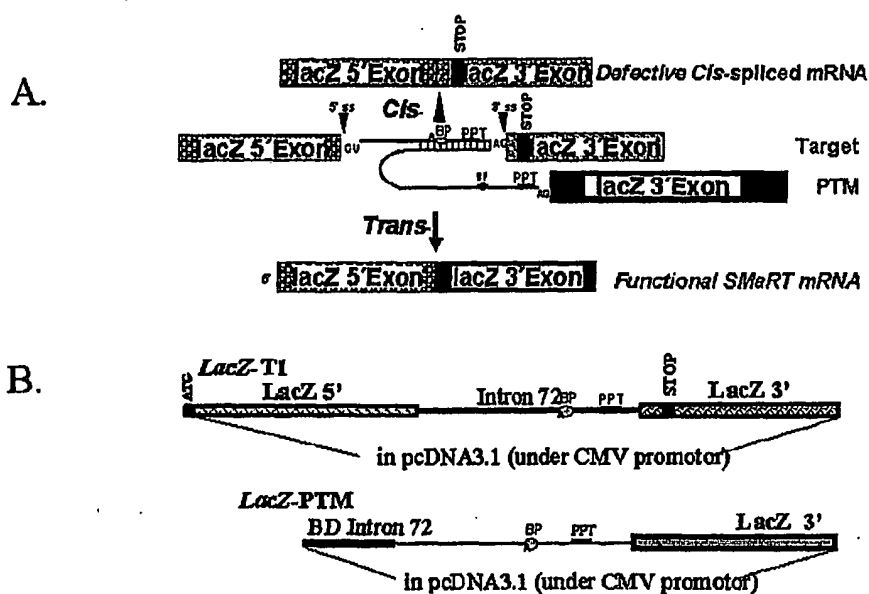 A.
STOP
lacZ 5´Exon lacZ 3´Exon Defective Cis-spliced mRNA
Cis-
5' ss 3' ss STOP
lacZ 5´Exon GU A BP PPT AG lacZ 3´Exon Target
PPT AG lacZ 3´Exon PTM
Trans-
lacZ 5´Exon lacZ 3´Exon Functional SMaRT mRNA
B.
LacZ-T1
ATG LacZ 5' Intron 72 BP PPT STOP LacZ 3'
in pcDNA3.1 (under CMV promotor)
LacZ-PTM
BD Intron 72 BP PPT LacZ 3'
in pcDNA3.1 (under CMV promotor)